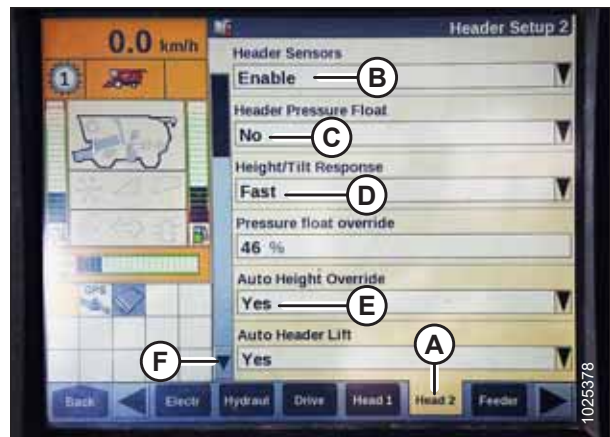 Header Setup 2
0.0 km/h
1
Header Sensors
Enable
B
Header Pressure Float
No
C
Height/Tilt Response
Fast
D
Pressure float override
46 %
Auto Height Override
Yes
E
GPS
Auto Header Lift
Yes
F
A
Back
Electr
Hydraul
Drive
Head 1
Head 2
Feeder
1025378